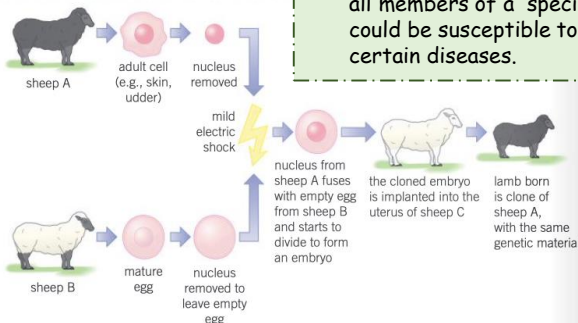 all members of a speci
could be susceptible to
certain diseases.
sheep A
adult cell
(e.g., skin,
udder)
nucleus
removed
mild
electric
shock
nucleus from
sheep A fuses
with empty egg
from sheep B
and starts to
divide to form
an embryo
the cloned embryo
is implanted into the
uterus of sheep C
lamb born
is clone of
sheep A,
with the same
genetic materia
sheep B
mature
egg
nucleus
removed to
leave empty
egg